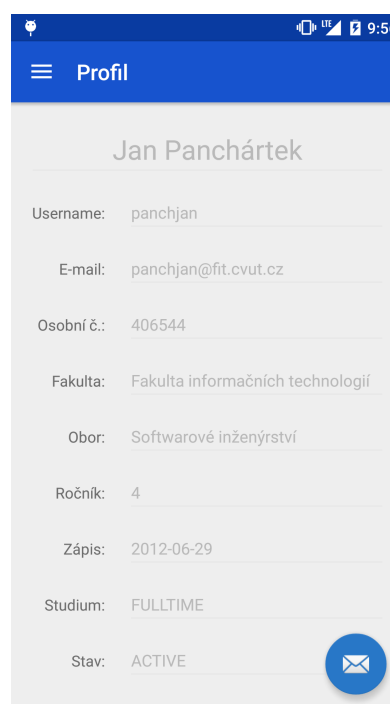 LTE 9:5
Profil
Jan Panchártek
Username: panchjan
E-mail: panchjan@fit.cvut.cz
Osobní č.: 406544
Fakulta: Fakulta informačních technologií
Obor: Softwarové inženýrství
Ročník: 4
Zápis: 2012-06-29
Studium: FULLTIME
Stav: ACTIVE